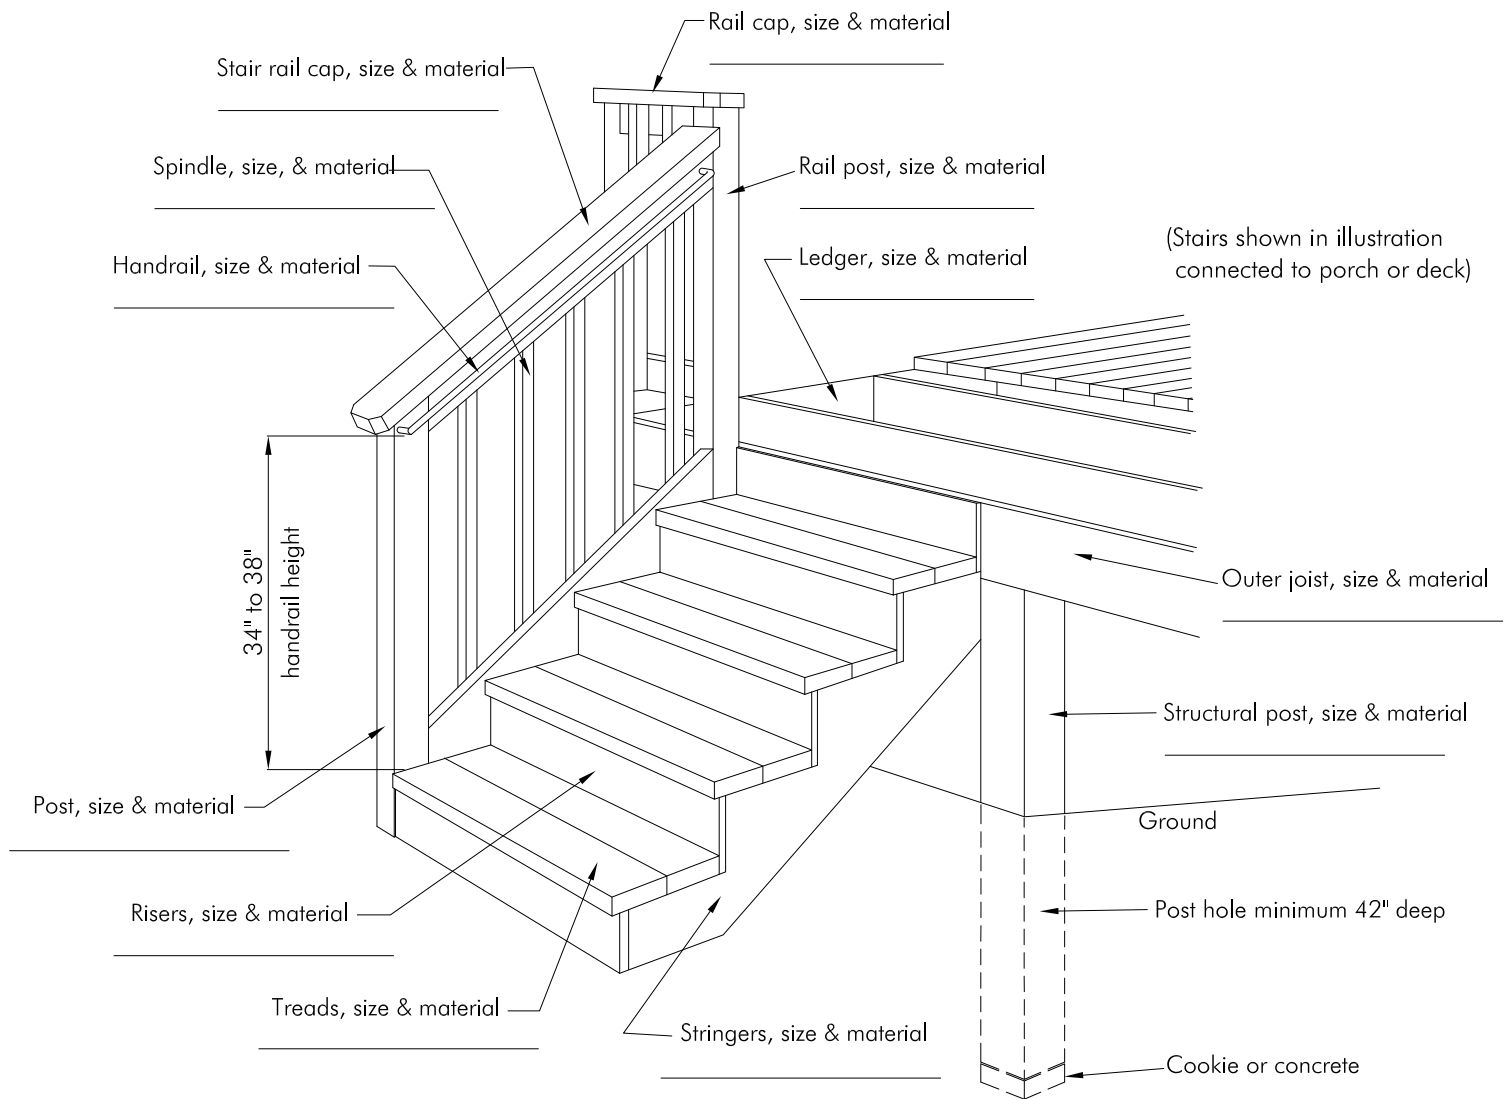 Rail cap, size & material
Stair rail cap, size & material
Spindle, size, & material
Rail post, size & material
(Stairs shown in illustration
connected to porch or deck)
Handrail, size & material
Ledger, size & material
34" to 38"
handrail height
Outer joist, size & material
Structural post, size & material
Post, size & material
Ground
Risers, size & material
Post hole minimum 42" deep
Treads, size & material
Stringers, size & material
Cookie or concrete